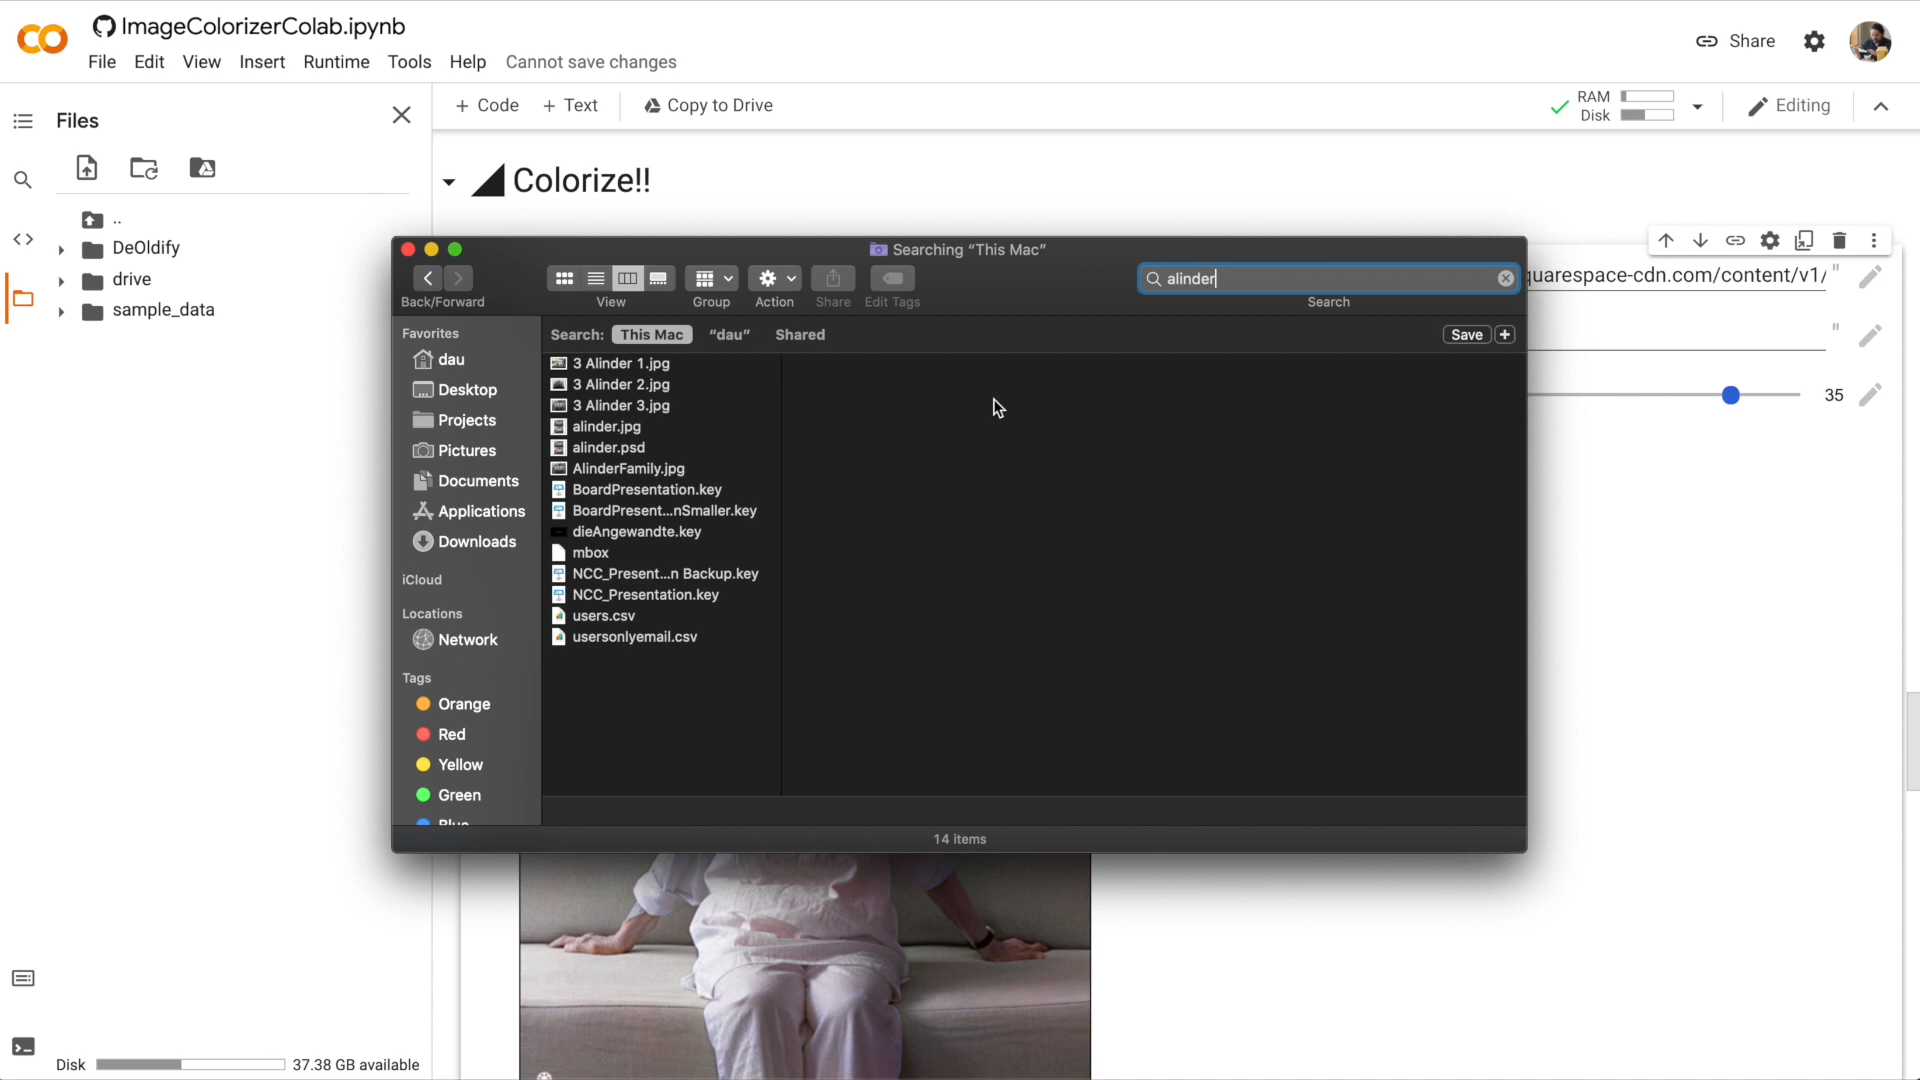 ImageColorizerColab.ipynb
File Edit View Insert Runtime Tools Help Cannot save changes
Share
Files
+ Code + Text Copy to Drive
RAM
Disk
Editing
..
DeOldify
drive
sample_data
Colorize!!
quarespace-cdn.com/content/v1/ "
"
35
Searching “This Mac”
alinder
Back/Forward View Group Action Share Edit Tags Search
Search: This Mac “dau” Shared Save +
Favorites
dau
Desktop
Projects
Pictures
Documents
Applications
Downloads
iCloud
Locations
Network
Tags
Orange
Red
Yellow
Green
Blue
3 Alinder 1.jpg
3 Alinder 2.jpg
3 Alinder 3.jpg
alinder.jpg
alinder.psd
AlinderFamily.jpg
BoardPresentation.key
BoardPresent...nSmaller.key
dieAngewandte.key
mbox
NCC_Present...n Backup.key
NCC_Presentation.key
users.csv
usersonlyemail.csv
14 items
Disk 37.38 GB available